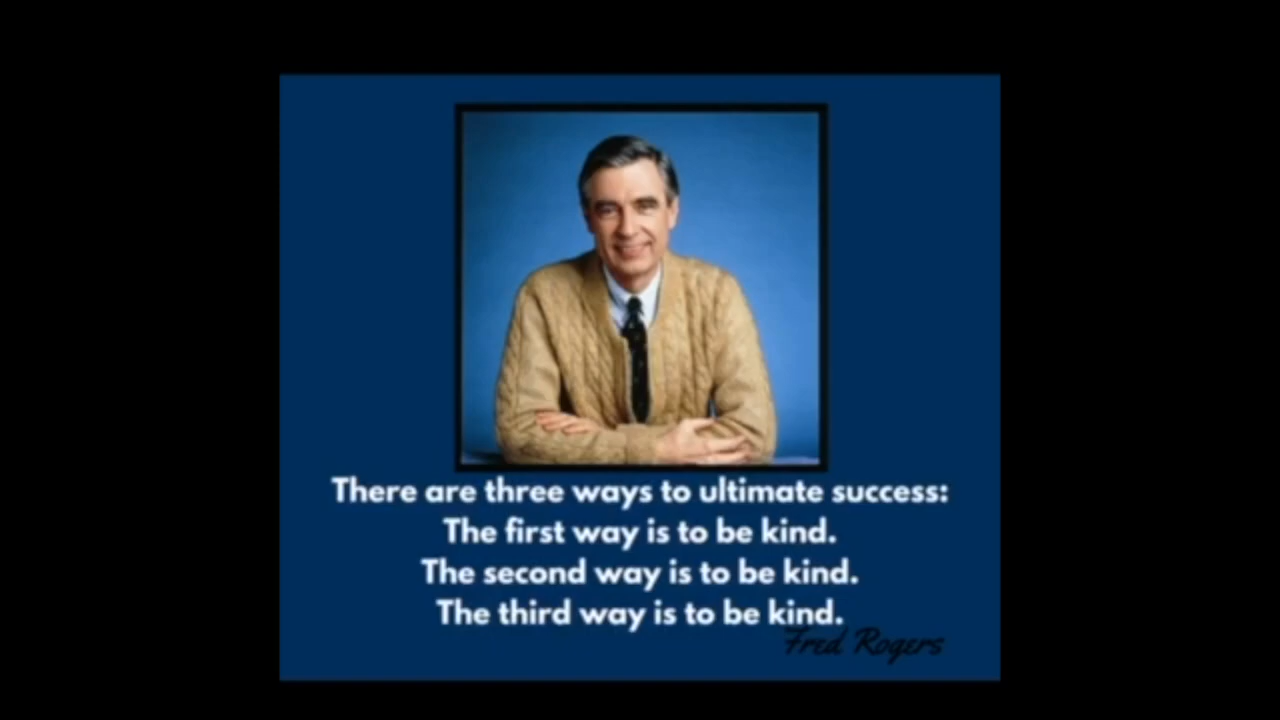 There are three ways to ultimate success:
The first way is to be kind.
The second way is to be kind.
The third way is to be kind.
Fred Rogers